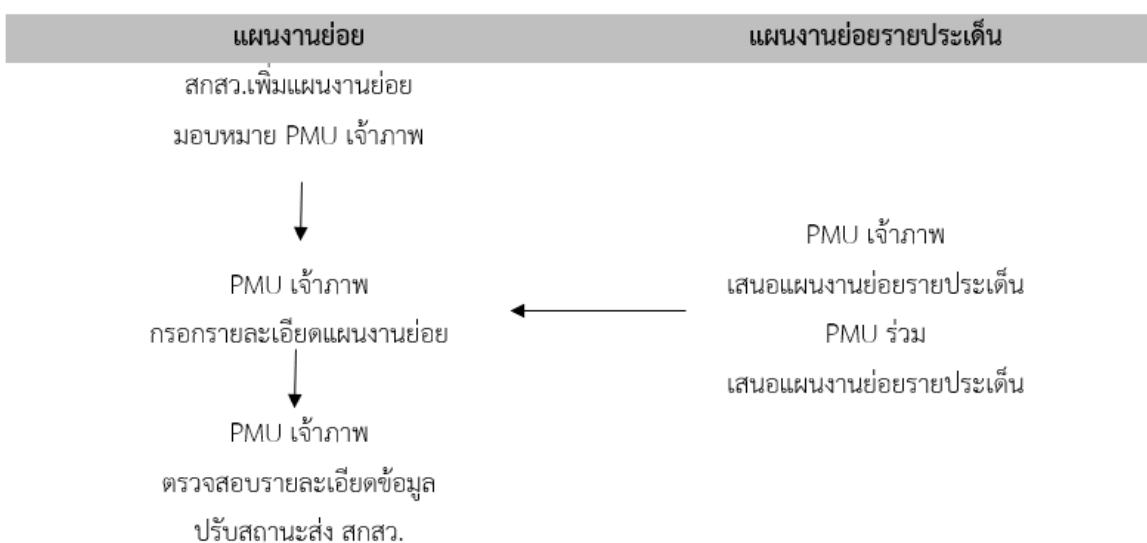 แผนงานย่อย
แผนงานย่อยรายประเด็น
สกสว.เพิ่มแผนงานย่อย
มอบหมาย PMU เจ้าภาพ
PMU เจ้าภาพ
กรอกรายละเอียดแผนงานย่อย
PMU เจ้าภาพ
ตรวจสอบรายละเอียดข้อมูล
ปรับสถานะส่ง สกสว.
PMU เจ้าภาพ
เสนอแผนงานย่อยรายประเด็น
PMU ร่วม
เสนอแผนงานย่อยรายประเด็น